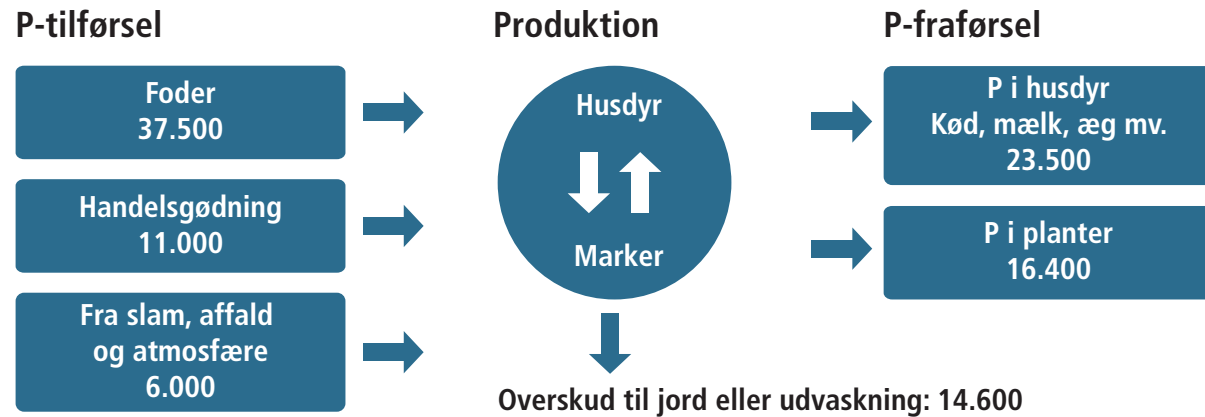 P-tilførsel
Foder
37.500
Handelsgødning
11.000
Fra slam, affald
og atmosfære
6.000
Produktion
Husdyr
Marker
Overskud til jord eller udvaskning: 14.600
P-fraførsel
P i husdyr
Kød, mælk, æg mv.
23.500
P i planter
16.400